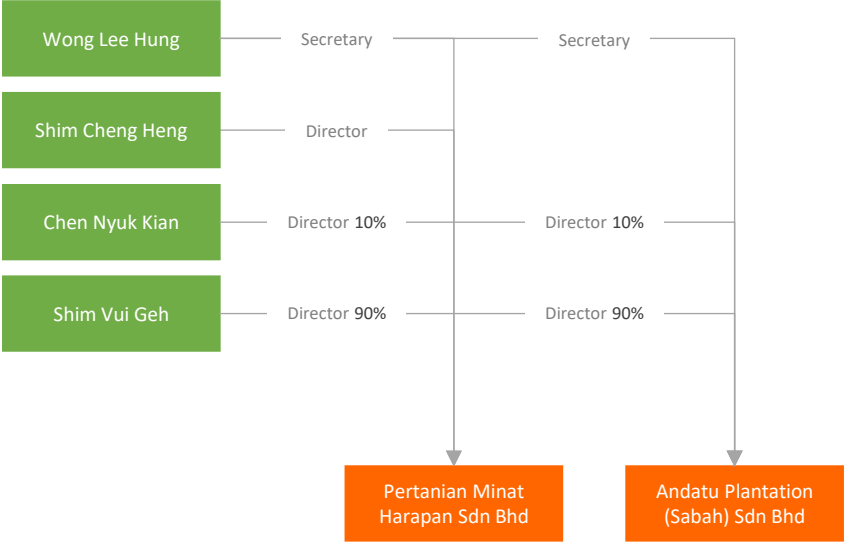 Wong Lee Hung
Secretary
Secretary
Shim Cheng Heng
Director
Chen Nyuk Kian
Director 10%
Director 10%
Shim Vui Geh
Director 90%
Director 90%
Pertanian Minat
Harapan Sdn Bhd
Andatu Plantation
(Sabah) Sdn Bhd